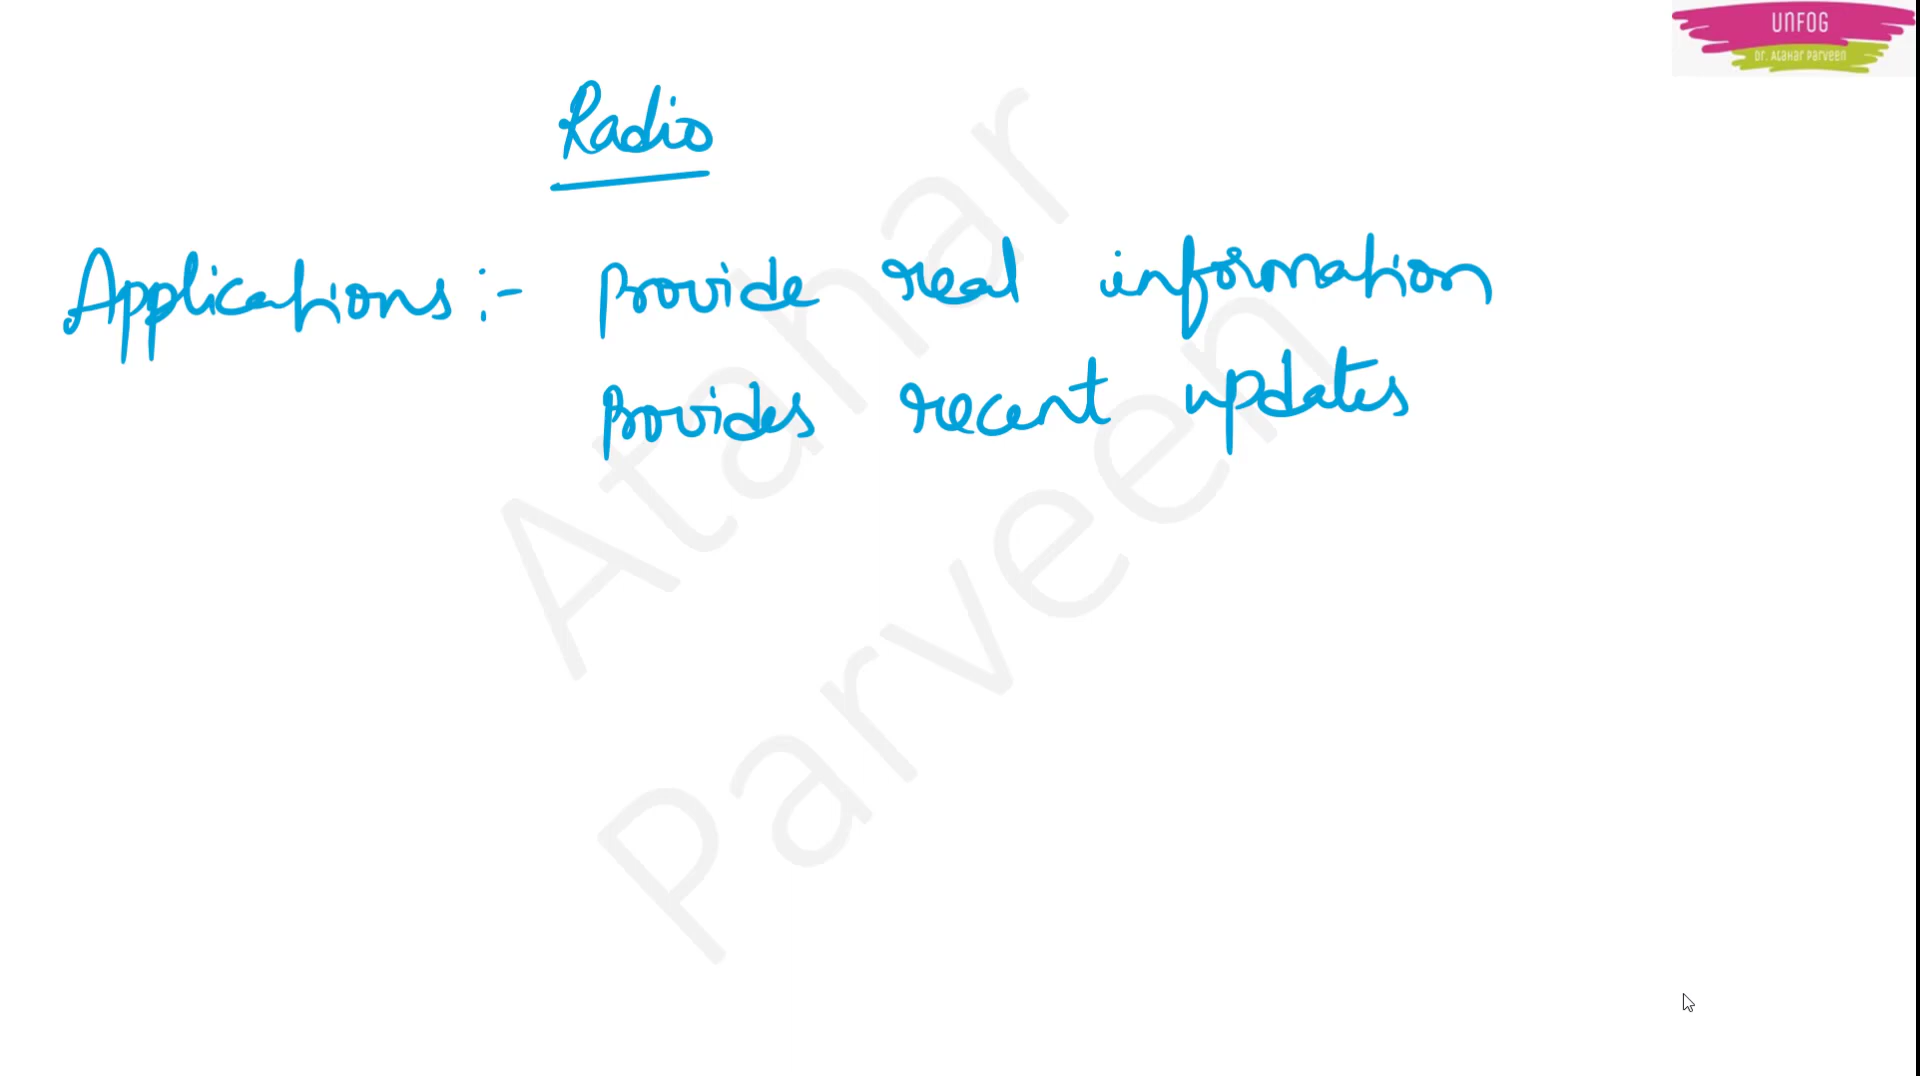 UNFOG
Dr. Atahar Parveen
Radio
Applications :- Provide real information
Provides recent updates
Atahar
Parveen